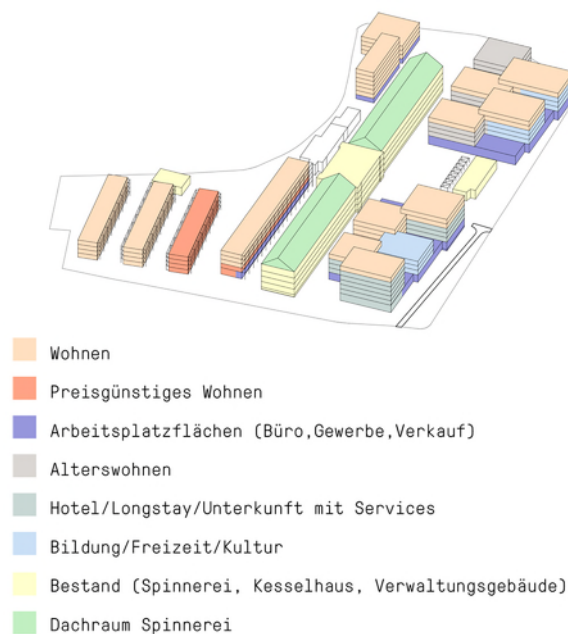 Wohnen
Preisgünstiges Wohnen
Arbeitsplatzflächen (Büro,Gewerbe,Verkauf)
Alterswohnen
Hotel/Longstay/Unterkunft mit Services
Bildung/Freizeit/Kultur
Bestand (Spinnerei, Kesselhaus, Verwaltungsgebäude)
Dachraum Spinnerei